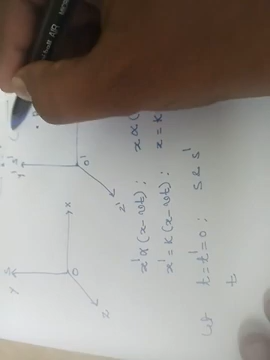 y
y'
O
x
z
O'
z'
x' ∝ (x - vt) ;
x ∝ (
x' = k (x - vt) ;
x = k
Let t = t' = 0 ; S & S'
t